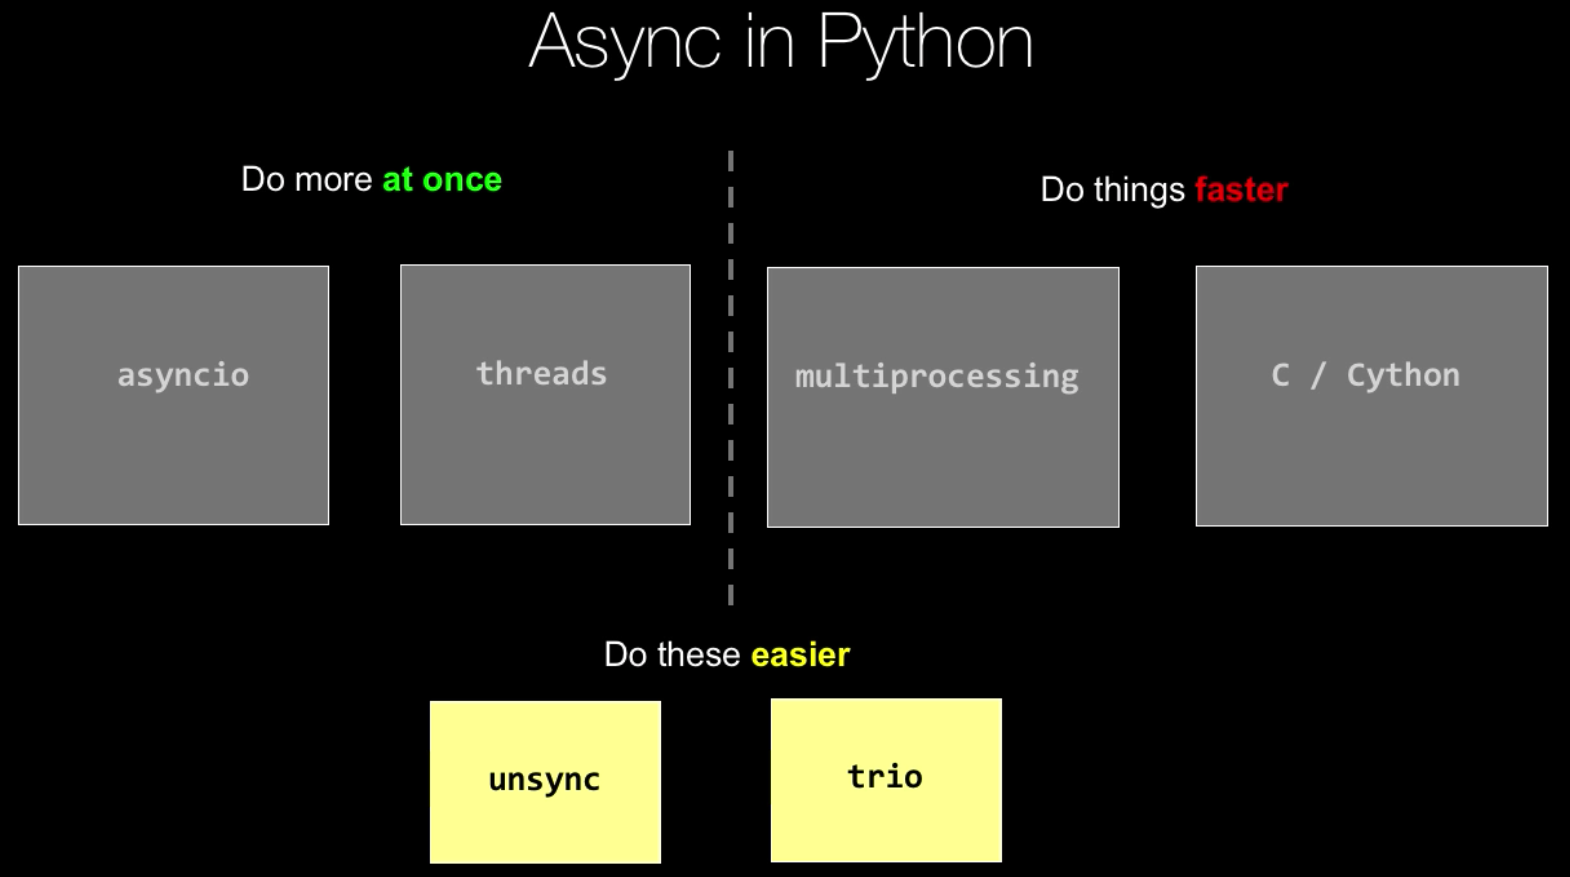 Async in Python
Do more at once
Do things faster
asyncio
threads
multiprocessing
C / Cython
Do these easier
unsync
trio